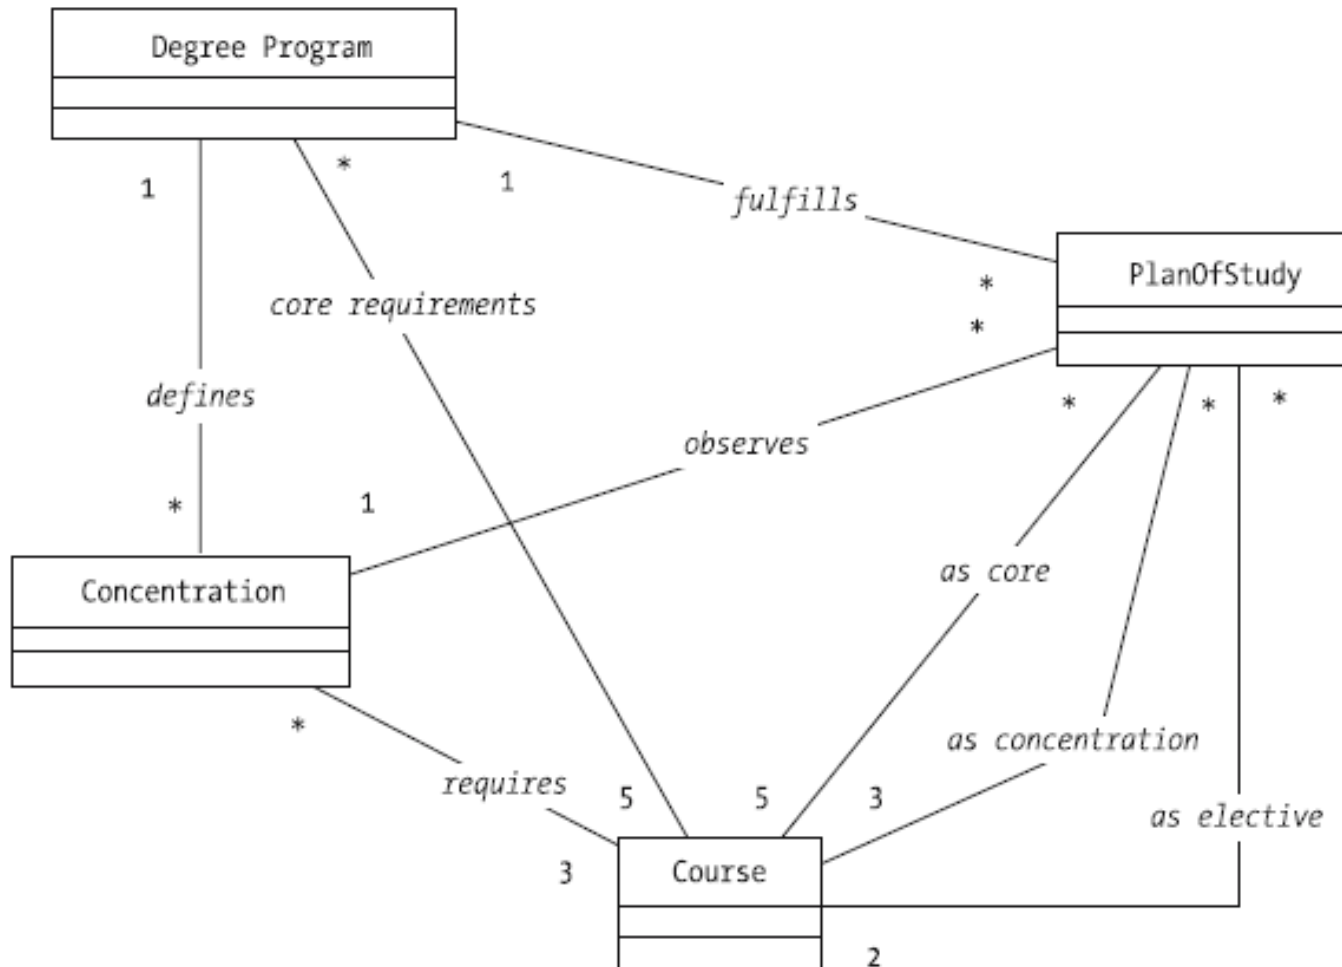 Degree Program
*
1
1
fulfills
PlanOfStudy
*
core requirements
*
defines
*
*
*
observes
*
1
Concentration
as core
*
as concentration
requires
5
5
3
as elective
Course
3
2